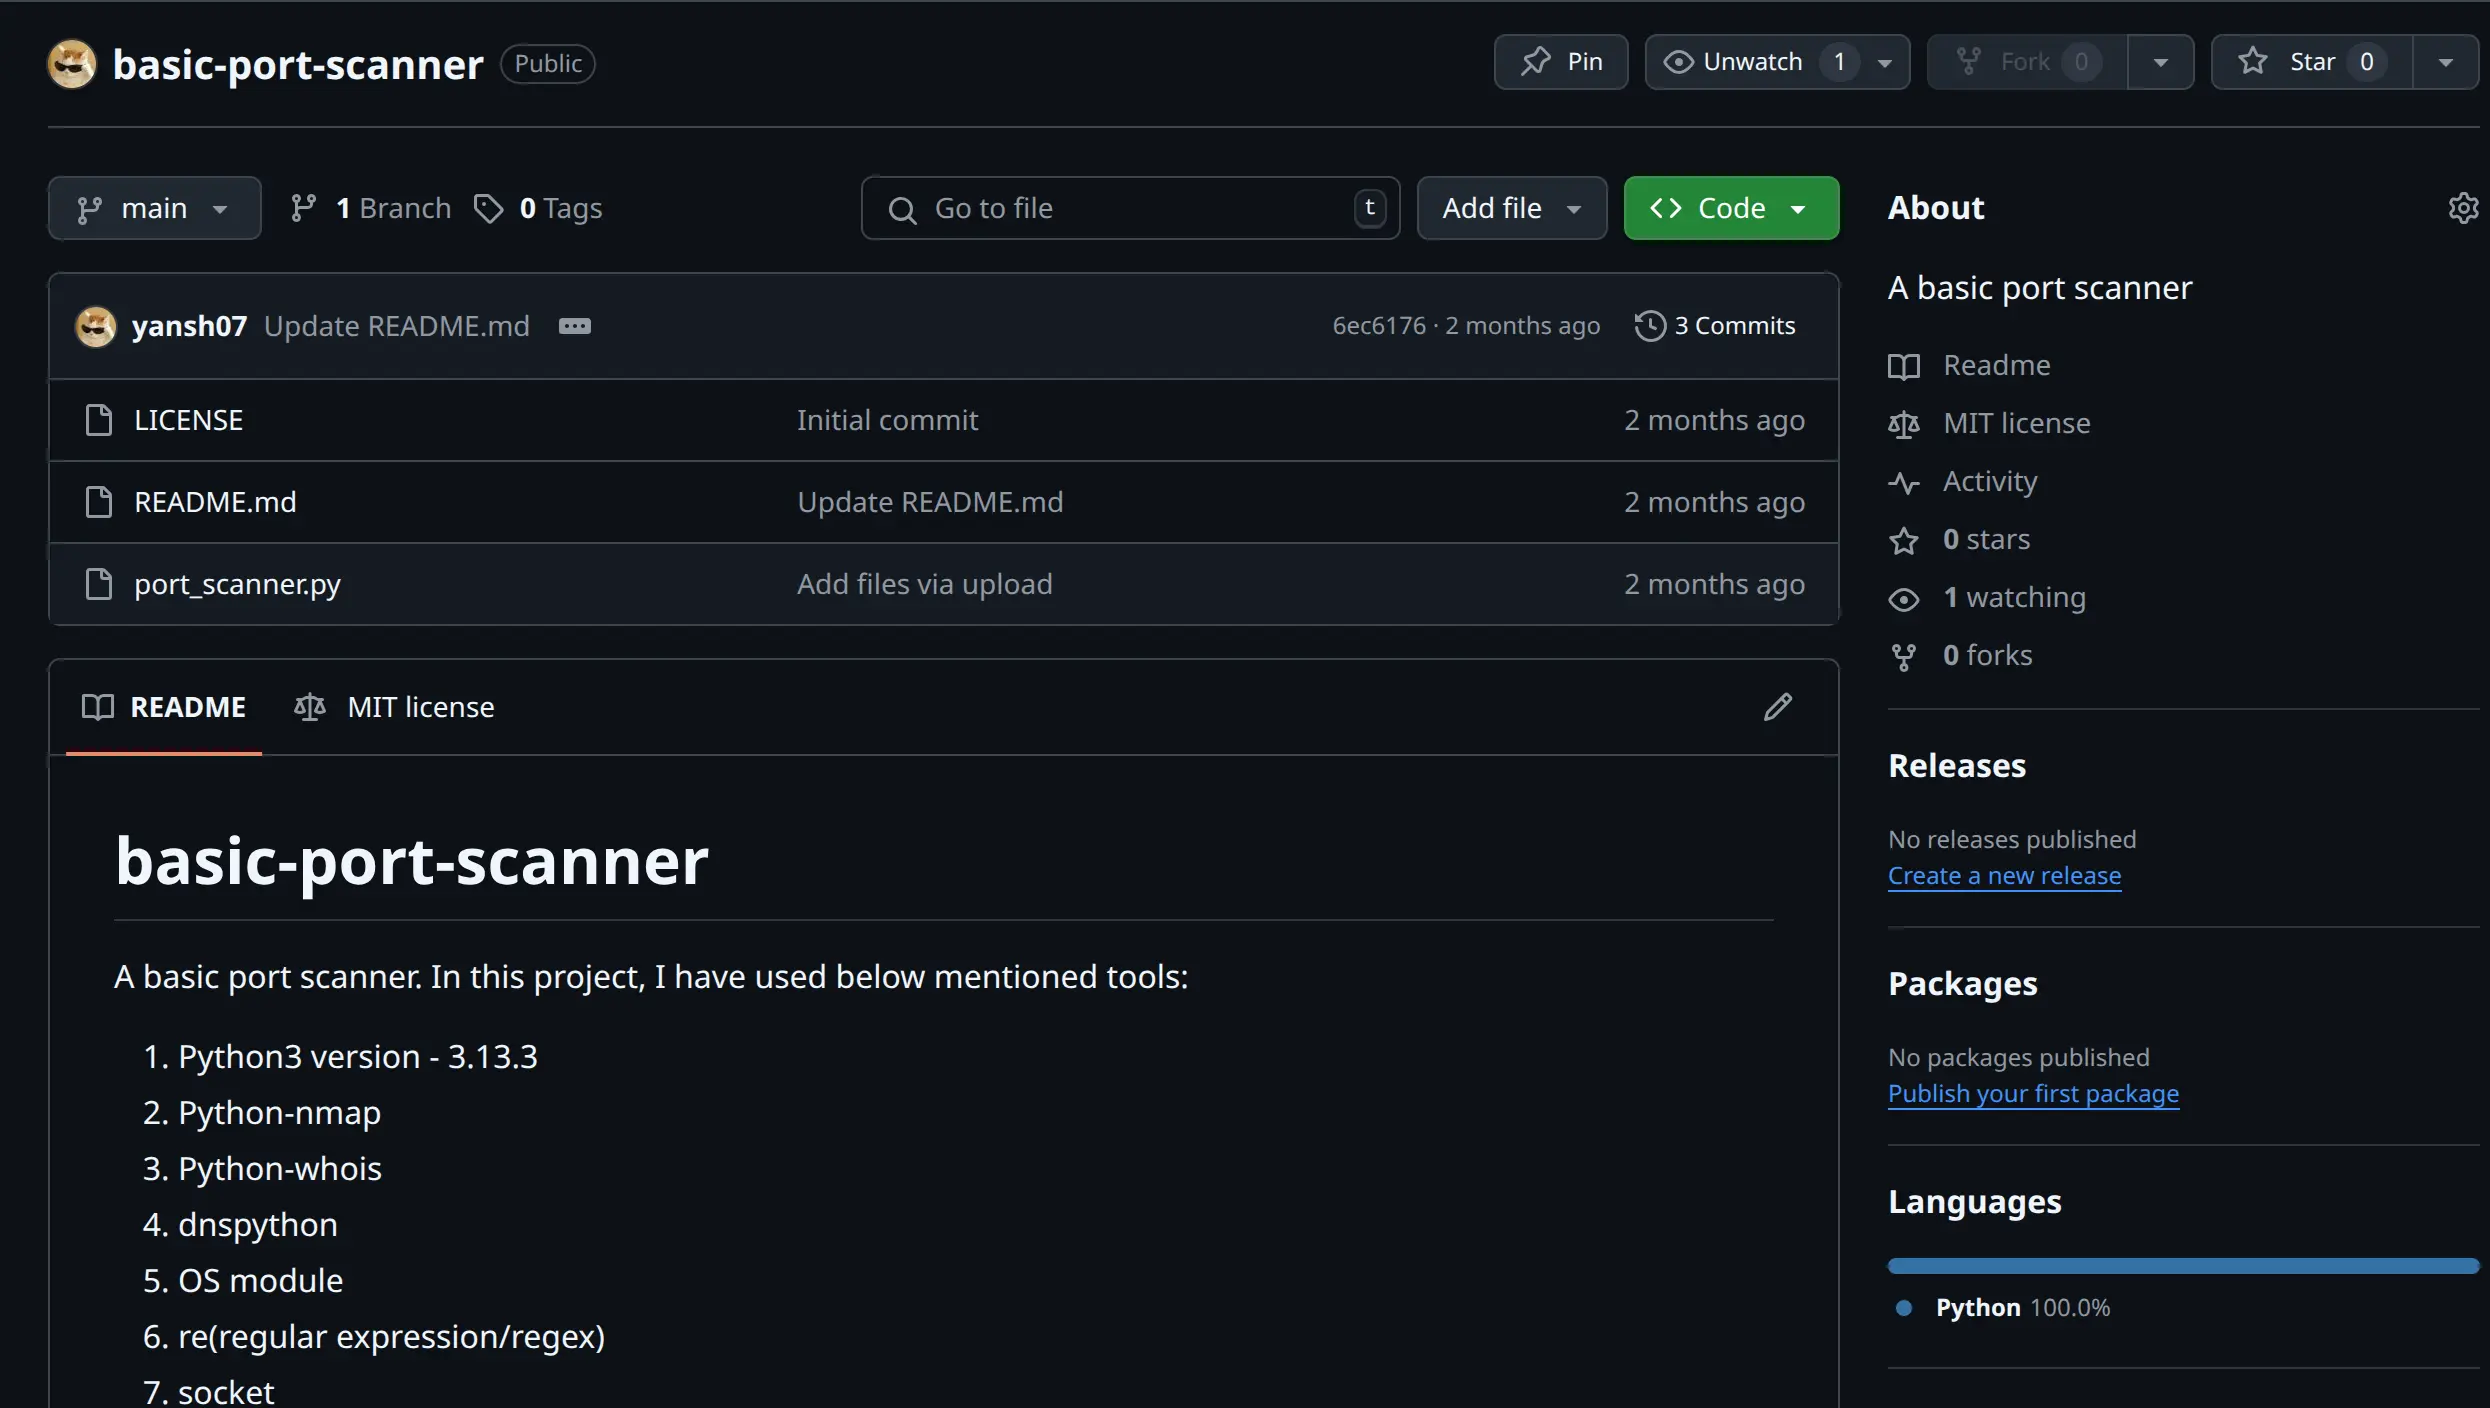 basic-port-scanner Public Pin Unwatch 1 Fork 0 Star 0
main 1 Branch 0 Tags Go to file t Add file Code
yansh07 Update README.md 6ec6176 · 2 months ago 3 Commits
LICENSE Initial commit 2 months ago
README.md Update README.md 2 months ago
port_scanner.py Add files via upload 2 months ago
README MIT license
basic-port-scanner
A basic port scanner. In this project, I have used below mentioned tools:
1. Python3 version - 3.13.3
2. Python-nmap
3. Python-whois
4. dnspython
5. OS module
6. re(regular expression/regex)
7. socket
About
A basic port scanner
Readme
MIT license
Activity
0 stars
1 watching
0 forks
Releases
No releases published
Create a new release
Packages
No packages published
Publish your first package
Languages
Python 100.0%